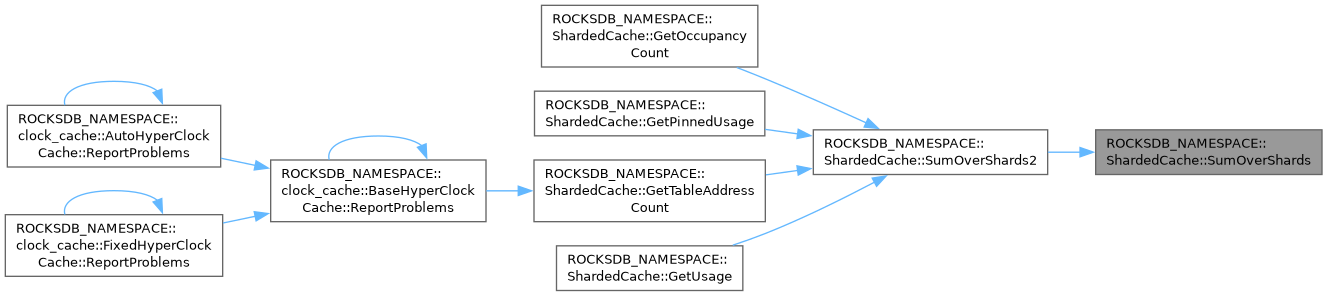 ROCKSDB_NAMESPACE::
clock_cache::AutoHyperClock
Cache::ReportProblems
ROCKSDB_NAMESPACE::
clock_cache::FixedHyperClock
Cache::ReportProblems
ROCKSDB_NAMESPACE::
clock_cache::BaseHyperClock
Cache::ReportProblems
ROCKSDB_NAMESPACE::
ShardedCache::GetOccupancy
Count
ROCKSDB_NAMESPACE::
ShardedCache::GetPinnedUsage
ROCKSDB_NAMESPACE::
ShardedCache::GetTableAddress
Count
ROCKSDB_NAMESPACE::
ShardedCache::GetUsage
ROCKSDB_NAMESPACE::
ShardedCache::SumOverShards2
ROCKSDB_NAMESPACE::
ShardedCache::SumOverShards